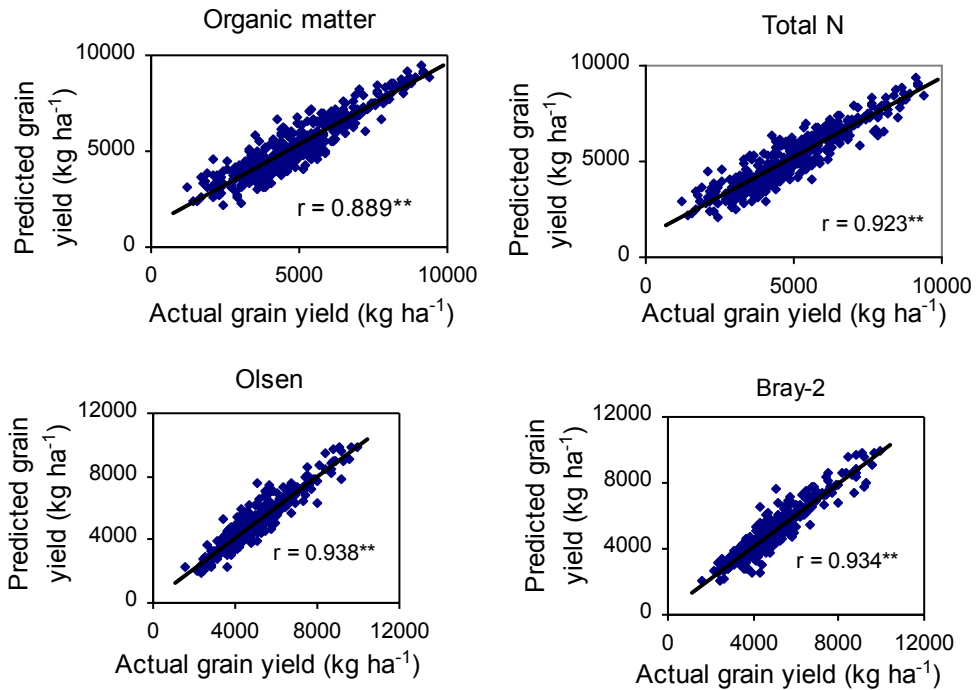 Organic matter
Predicted grain
yield (kg ha⁻¹)
10000
5000
0
r = 0.889**
0 5000 10000
Actual grain yield (kg ha⁻¹)
Total N
Predicted grain
yield (kg ha⁻¹)
10000
5000
0
r = 0.923**
0 5000 10000
Actual grain yield (kg ha⁻¹)
Olsen
Predicted grain
yield (kg ha⁻¹)
12000
8000
4000
0
r = 0.938**
0 4000 8000 12000
Actual grain yield (kg ha⁻¹)
Bray-2
Predicted grain
yield (kg ha⁻¹)
12000
8000
4000
0
r = 0.934**
0 4000 8000 12000
Actual grain yield (kg ha⁻¹)